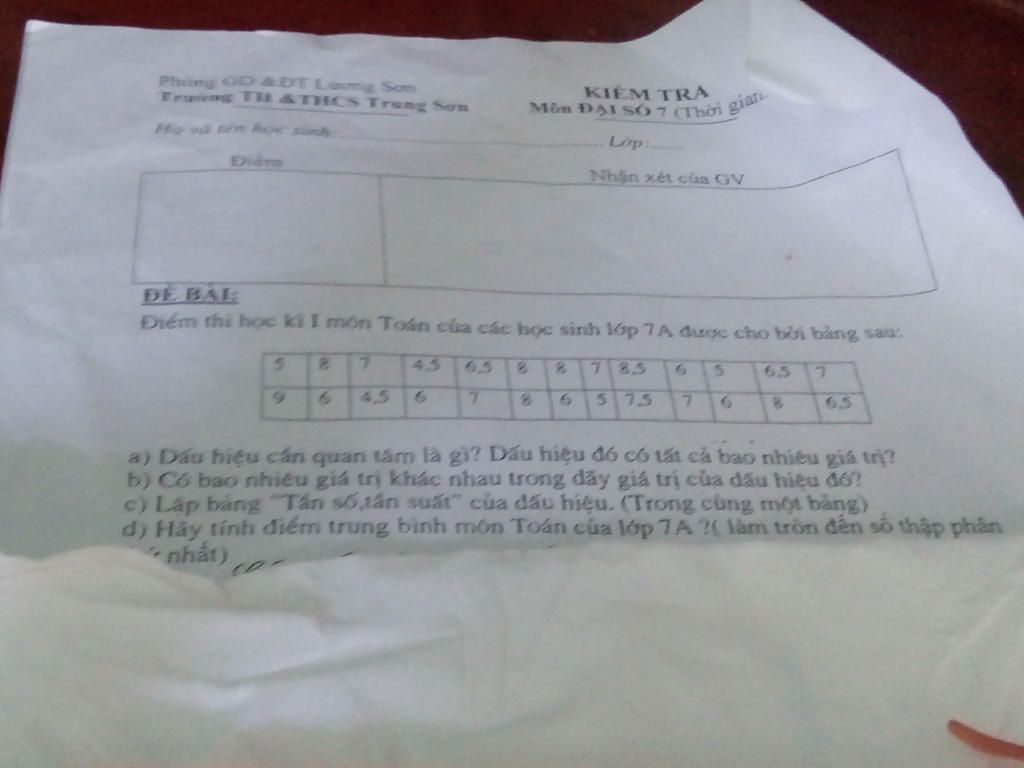 Phòng GD &ĐT Lương Sơn
Trường TH &THCS Trung Sơn
KIỂM TRA
Môn ĐẠI SỐ 7 (Thời gian
Họ và tên học sinh: Lớp:
Điểm
Nhận xét của GV
ĐỀ BÀI:
Điểm thi học kì I môn Toán của các học sinh lớp 7A được cho bởi bảng sau:
5 8 7 4,5 6,5 8 8 7 8,5 6 5 6,5 7
9 6 4,5 6 7 8 6 5 7,5 7 6 8 6,5
a) Dấu hiệu cần quan tâm là gì? Dấu hiệu đó có tất cả bao nhiêu giá trị?
b) Có bao nhiêu giá trị khác nhau trong dãy giá trị của dấu hiệu đó?
c) Lập bảng "Tần số,tần suất" của dấu hiệu. (Trong cùng một bảng)
d) Hãy tính điểm trung bình môn Toán của lớp 7A ?( làm tròn đến số thập phân
nhất)